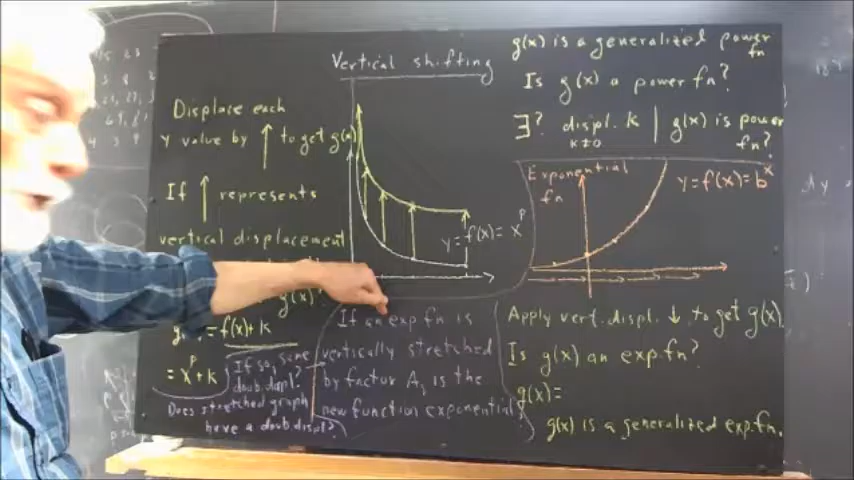 Vertical shifting
Displace each
y value by ↑ to get g(x)
If ↑ represents
vertical displacement
g(x)?
= f(x)+k
= x^p + k
y = f(x) = x^p
g(x) is a generalized power fn
Is g(x) a power fn?
∃? displ. k | g(x) is power fn?
k≠0
Exponential
fn
y = f(x) = b^x
If so, same
doub. displ.?
Does stretched graph
have a doub. displ?
If an exp. fn is
vertically stretched
by factor A, is the
new function exponential?
Apply vert. displ. ↓ to get g(x).
Is g(x) an exp. fn?
g(x)=
g(x) is a generalized exp. fn.